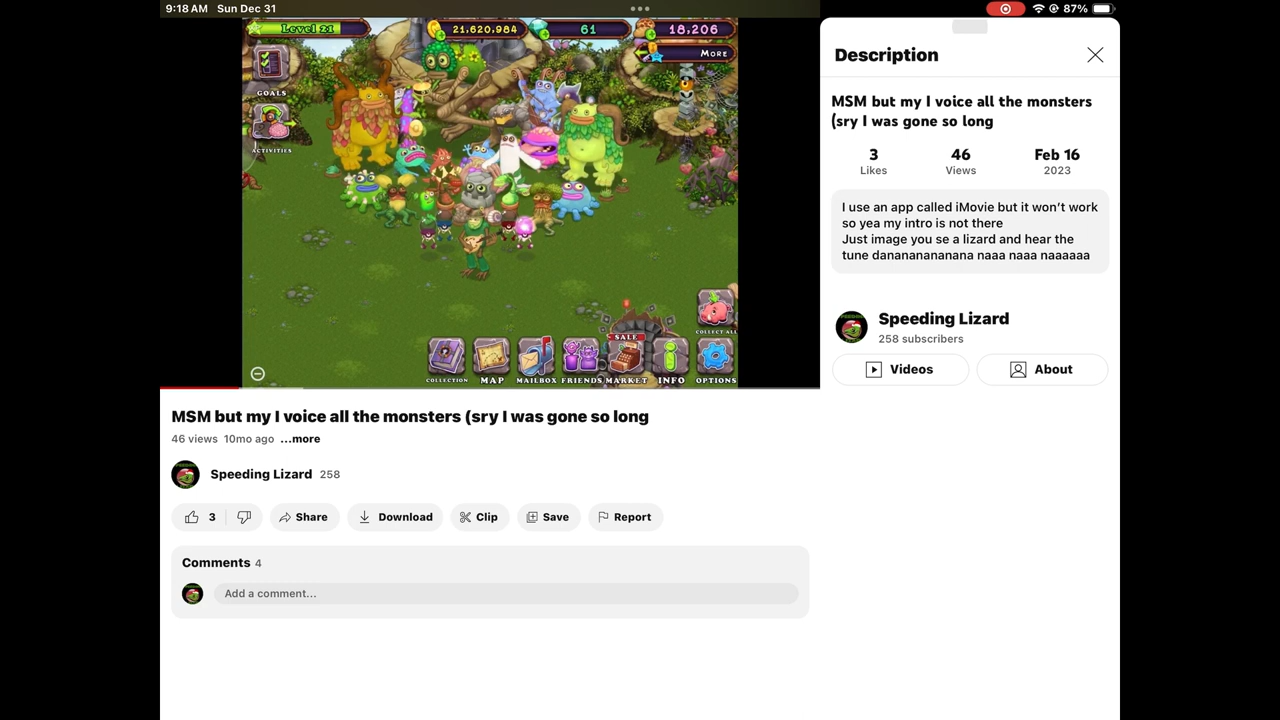 9:18 AM Sun Dec 31
87%
Level 21
21,620,984
61
18,206
MORE
GOALS
ACTIVITIES
COLLECT ALL
SALE
COLLECTION
MAP
MAILBOX
FRIENDS
MARKET
INFO
OPTIONS
MSM but my I voice all the monsters (sry I was gone so long
46 views 10mo ago ...more
Speeding Lizard 258
3
Share
Download
Clip
Save
Report
Comments 4
Add a comment...
Description
MSM but my I voice all the monsters
(sry I was gone so long
3
Likes
46
Views
Feb 16
2023
I use an app called iMovie but it won't work
so yea my intro is not there
Just image you se a lizard and hear the
tune danananananana naaa naaa naaaaaa
Speeding Lizard
258 subscribers
Videos
About